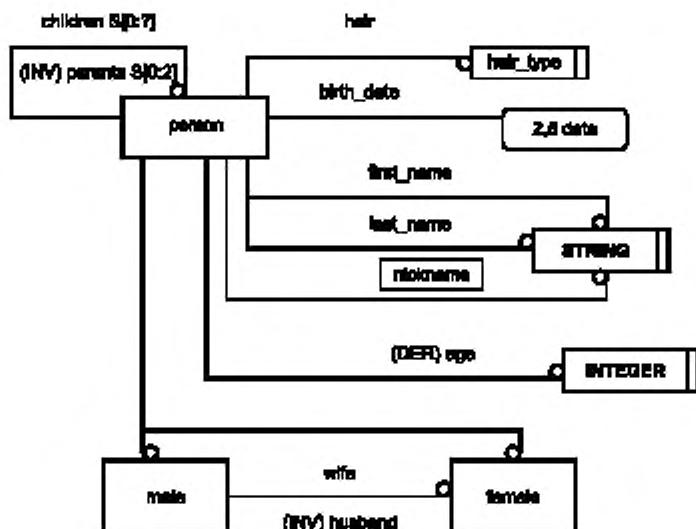 children S[0:?]
hair
(INV) parents S[0:2]
hair_type
birth_date
person
2,6 date
first_name
last_name
STRING
nickname
(DER) age
INTEGER
wife
male
female
(INV) husband